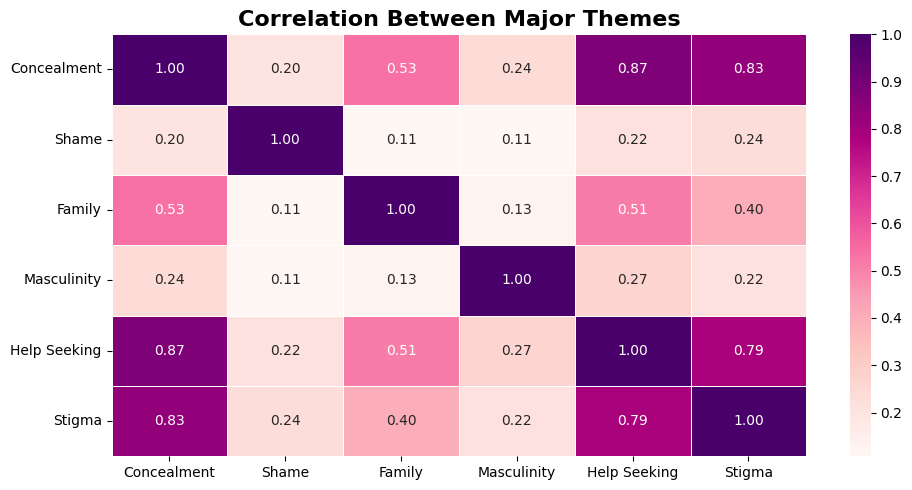 Correlation Between Major Themes
Concealment 1.00 0.20 0.53 0.24 0.87 0.83
Shame 0.20 1.00 0.11 0.11 0.22 0.24
Family 0.53 0.11 1.00 0.13 0.51 0.40
Masculinity 0.24 0.11 0.13 1.00 0.27 0.22
Help Seeking 0.87 0.22 0.51 0.27 1.00 0.79
Stigma 0.83 0.24 0.40 0.22 0.79 1.00
Concealment Shame Family Masculinity Help Seeking Stigma
1.0
0.9
0.8
0.7
0.6
0.5
0.4
0.3
0.2